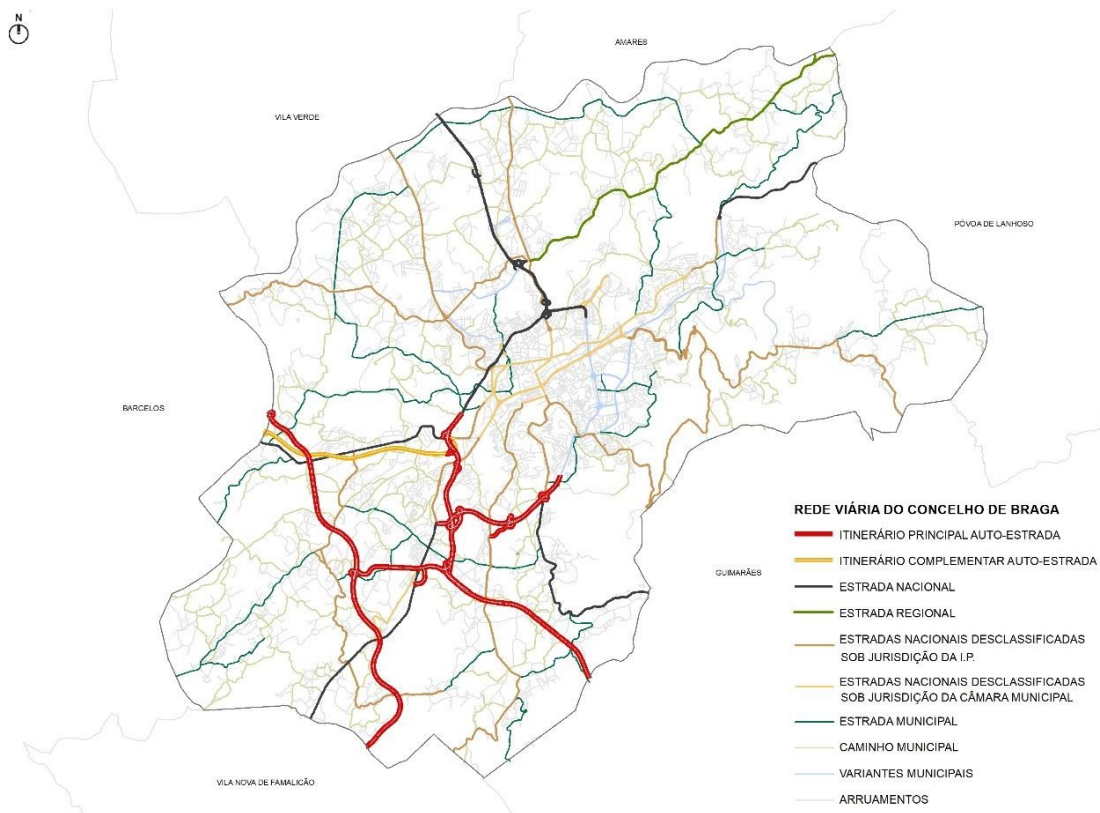 N
AMARES
VILA VERDE
PÓVOA DE LANHOSO
BARCELOS
GUIMARÃES
VILA NOVA DE FAMALICÃO
REDE VIÁRIA DO CONCELHO DE BRAGA
ITINERÁRIO PRINCIPAL AUTO-ESTRADA
ITINERÁRIO COMPLEMENTAR AUTO-ESTRADA
ESTRADA NACIONAL
ESTRADA REGIONAL
ESTRADAS NACIONAIS DESCLASSIFICADAS
SOB JURISDIÇÃO DA I.P.
ESTRADAS NACIONAIS DESCLASSIFICADAS
SOB JURISDIÇÃO DA CÂMARA MUNICIPAL
ESTRADA MUNICIPAL
CAMINHO MUNICIPAL
VARIANTES MUNICIPAIS
ARRUAMENTOS